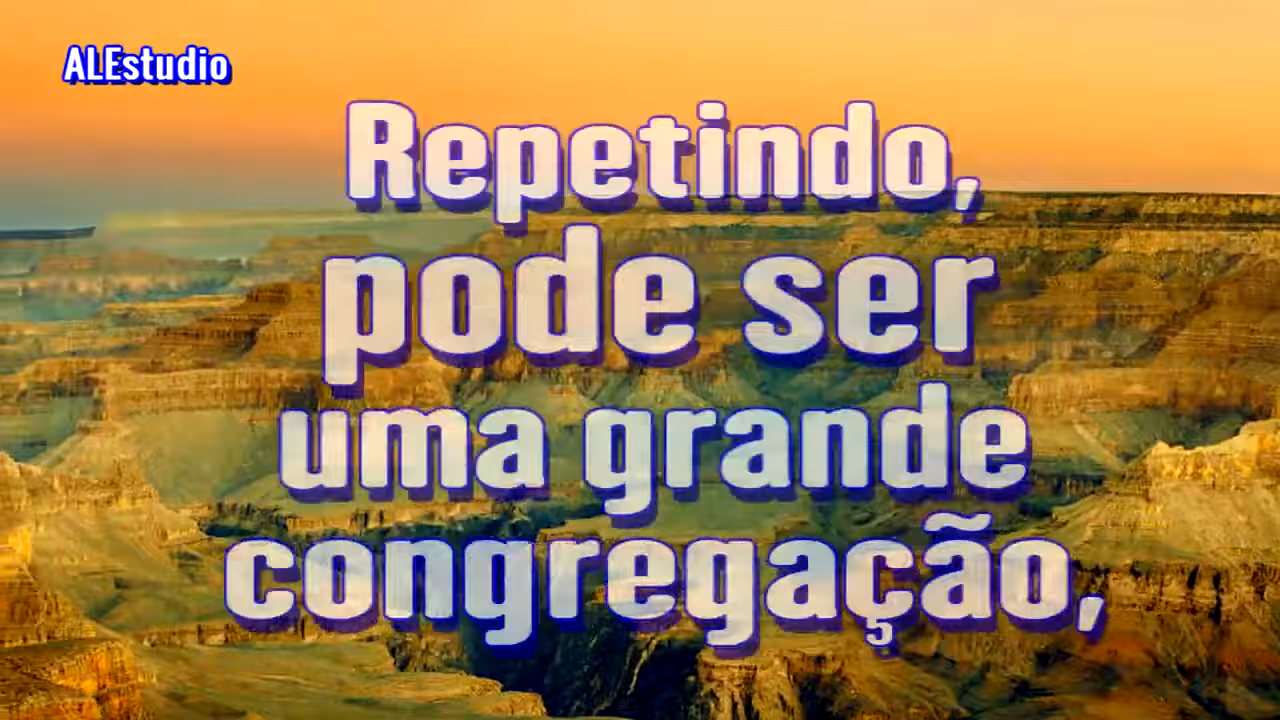 ALEstudio
Repetindo,
pode ser
uma grande
congregação,